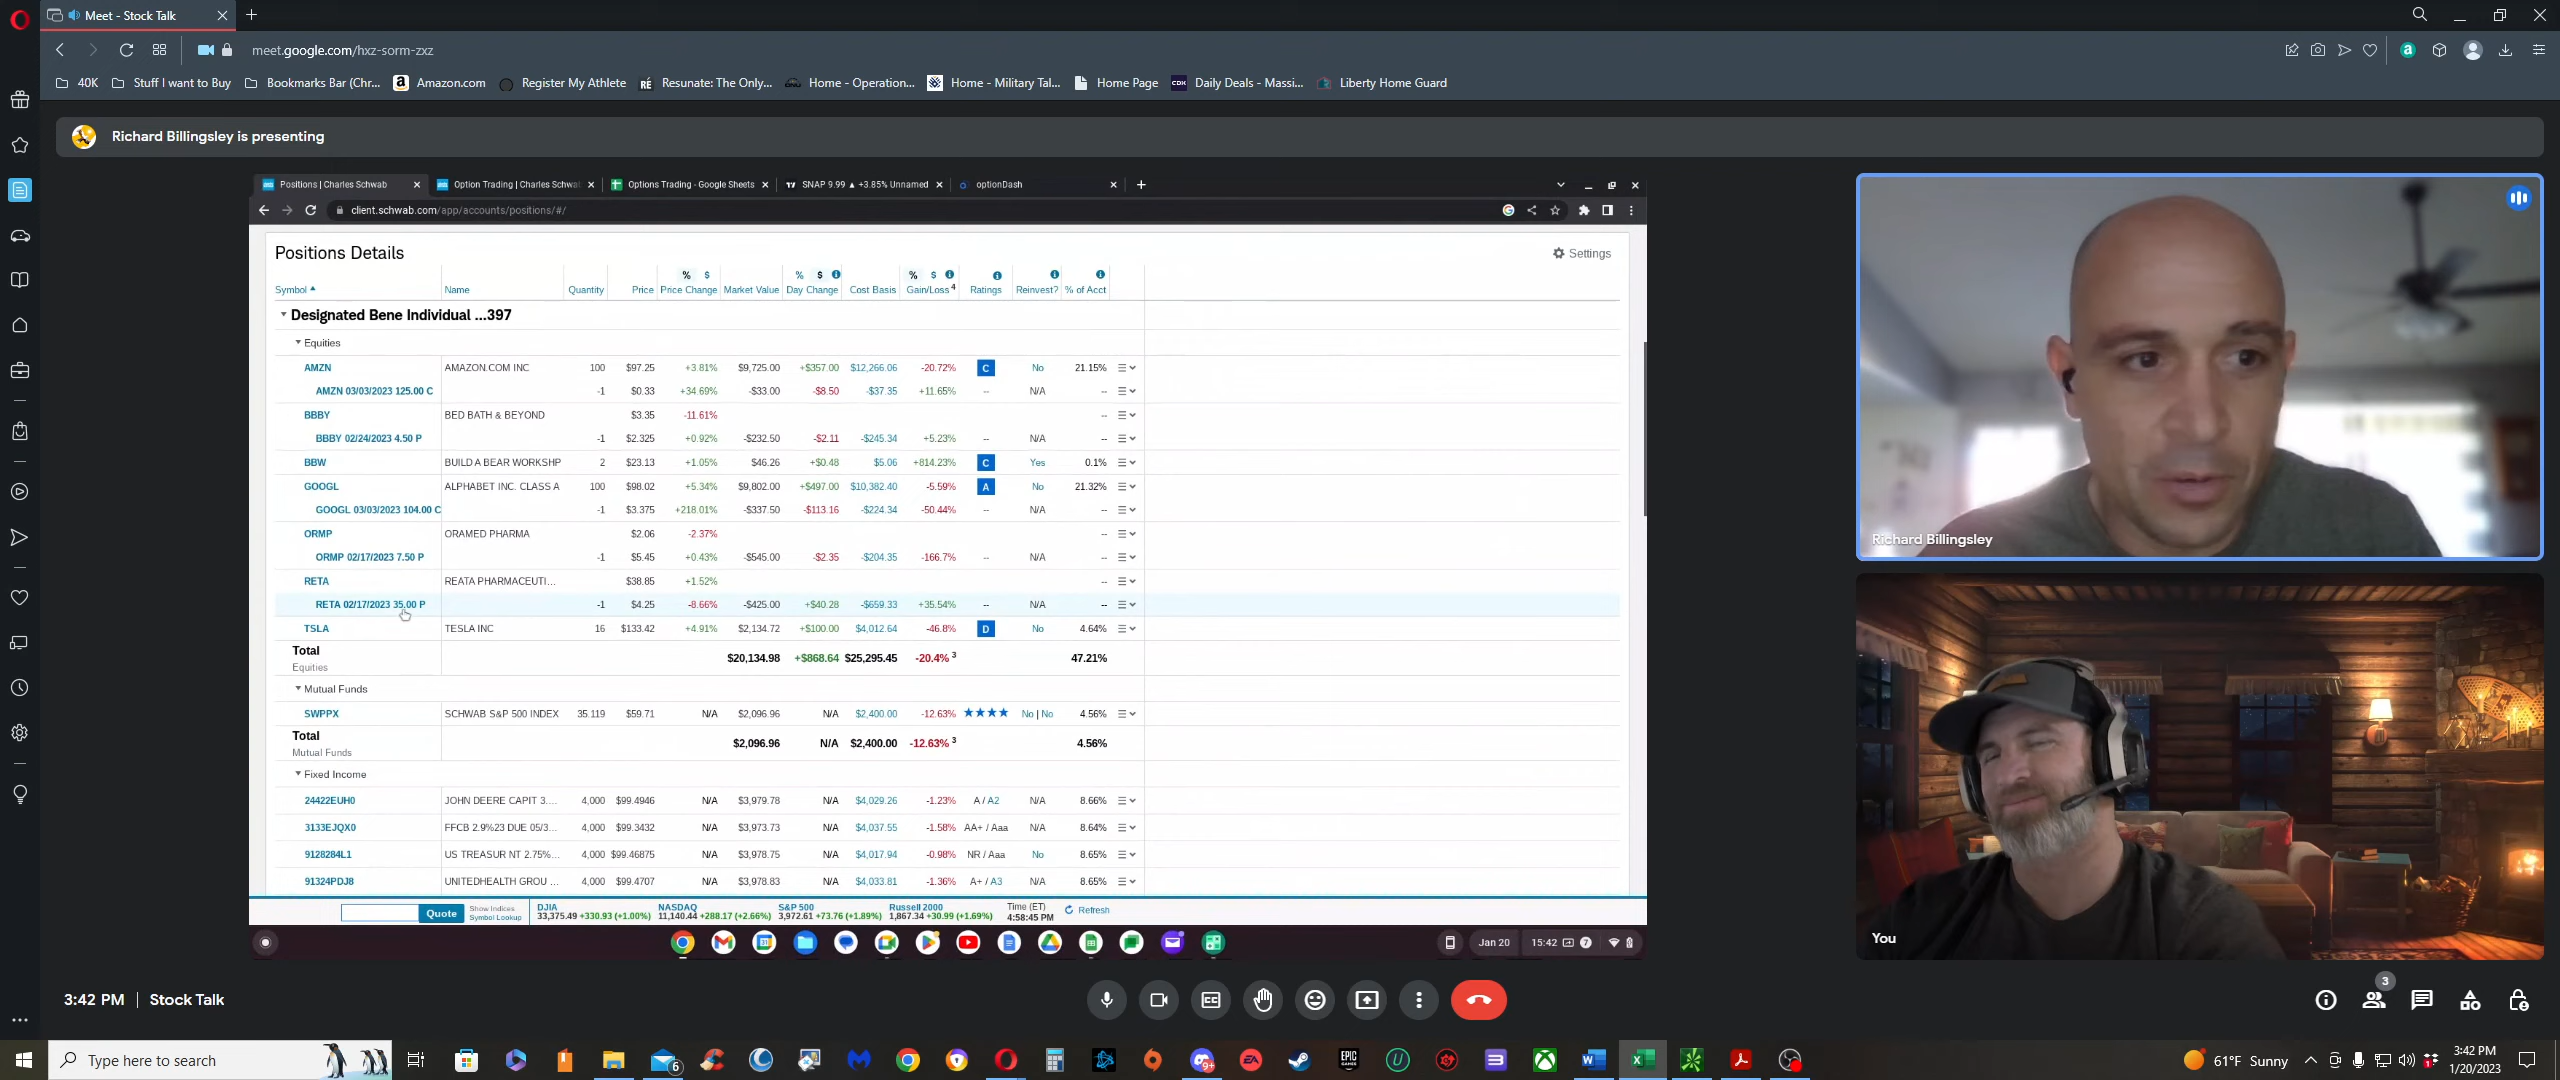 Meet - Stock Talk
meet.google.com/hxz-sorm-zxz
40K Stuff I want to Buy Bookmarks Bar (Chr... Amazon.com Register My Athlete RÉ Resunate: The Only... Home - Operation... Home - Military Tal... Home Page CDK Daily Deals - Massi... Liberty Home Guard
Richard Billingsley is presenting
Positions | Charles Schwab Option Trading | Charles Schwa Options Trading - Google Sheets SNAP 9.99 ▲ +3.85% Unnamed optionDash
client.schwab.com/app/accounts/positions/#/
Positions Details Settings
% $ % $ % $
Symbol Name Quantity Price Price Change Market Value Day Change Cost Basis Gain/Loss 4 Ratings Reinvest? % of Acct
Designated Bene Individual ...397
Equities
AMZN AMAZON.COM INC 100 $97.25 +3.81% $9,725.00 +$357.00 $12,266.06 -20.72% C No 21.15%
AMZN 03/03/2023 125.00 C -1 $0.33 +34.69% -$33.00 -$8.50 -$37.35 +11.65% -- N/A --
BBBY BED BATH & BEYOND $3.35 -11.61% --
BBBY 02/24/2023 4.50 P -1 $2.325 +0.92% -$232.50 -$2.11 -$245.34 +5.23% -- N/A --
BBW BUILD A BEAR WORKSHP 2 $23.13 +1.05% $46.26 +$0.48 $5.06 +814.23% C Yes 0.1%
GOOGL ALPHABET INC. CLASS A 100 $98.02 +5.34% $9,802.00 +$497.00 $10,382.40 -5.59% A No 21.32%
GOOGL 03/03/2023 104.00 C -1 $3.375 +218.01% -$337.50 -$113.16 -$224.34 -50.44% -- N/A --
ORMP ORAMED PHARMA $2.06 -2.37% --
ORMP 02/17/2023 7.50 P -1 $5.45 +0.43% -$545.00 -$2.35 -$204.35 -166.7% -- N/A --
RETA REATA PHARMACEUTI... $38.85 +1.52% --
RETA 02/17/2023 35.00 P -1 $4.25 -8.66% -$425.00 +$40.28 -$659.33 +35.54% -- N/A --
TSLA TESLA INC 16 $133.42 +4.91% $2,134.72 +$100.00 $4,012.64 -46.8% D No 4.64%
Total $20,134.98 +$868.64 $25,295.45 -20.4% 3 47.21%
Equities
Mutual Funds
SWPPX SCHWAB S&P 500 INDEX 35.119 $59.71 N/A $2,096.96 N/A $2,400.00 -12.63% ★★★★ No | No 4.56%
Total $2,096.96 N/A $2,400.00 -12.63% 3 4.56%
Mutual Funds
Fixed Income
24422EUH0 JOHN DEERE CAPIT 3.... 4,000 $99.4946 N/A $3,979.78 N/A $4,029.26 -1.23% A / A2 N/A 8.66%
3133EJQX0 FFCB 2.9%23 DUE 05/3... 4,000 $99.3432 N/A $3,973.73 N/A $4,037.55 -1.58% AA+ / Aaa N/A 8.64%
9128284L1 US TREASUR NT 2.75%... 4,000 $99.46875 N/A $3,978.75 N/A $4,017.94 -0.98% NR / Aaa No 8.65%
91324PDJ8 UNITEDHEALTH GROU ... 4,000 $99.4707 N/A $3,978.83 N/A $4,033.81 -1.36% A+ / A3 N/A 8.65%
Quote Show Indices DJIA NASDAQ S&P 500 Russell 2000 Time (ET) Refresh
Symbol Lookup 33,375.49 +330.93 (+1.00%) 11,140.44 +288.17 (+2.66%) 3,972.61 +73.76 (+1.89%) 1,867.34 +30.99 (+1.69%) 4:58:45 PM
Jan 20 15:42 7
Richard Billingsley
You
3:42 PM | Stock Talk
3
Type here to search
6
9+
61°F Sunny
3:42 PM
1/20/2023